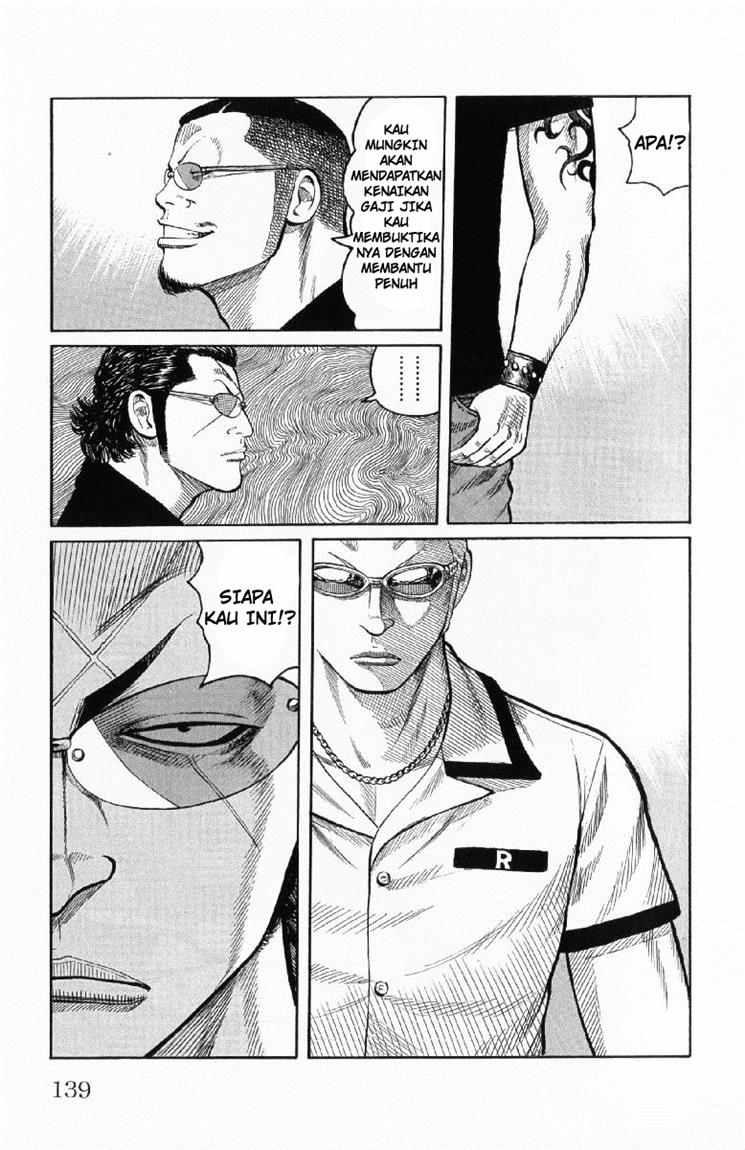 APA!?
KAU
MUNGKIN
AKAN
MENDAPATKAN
KENAIKAN
GAJI JIKA
KAU
MEMBUKTIKA
NYA DENGAN
MEMBANTU
PENUH
......
......
R
SIAPA
KAU INI!?
139